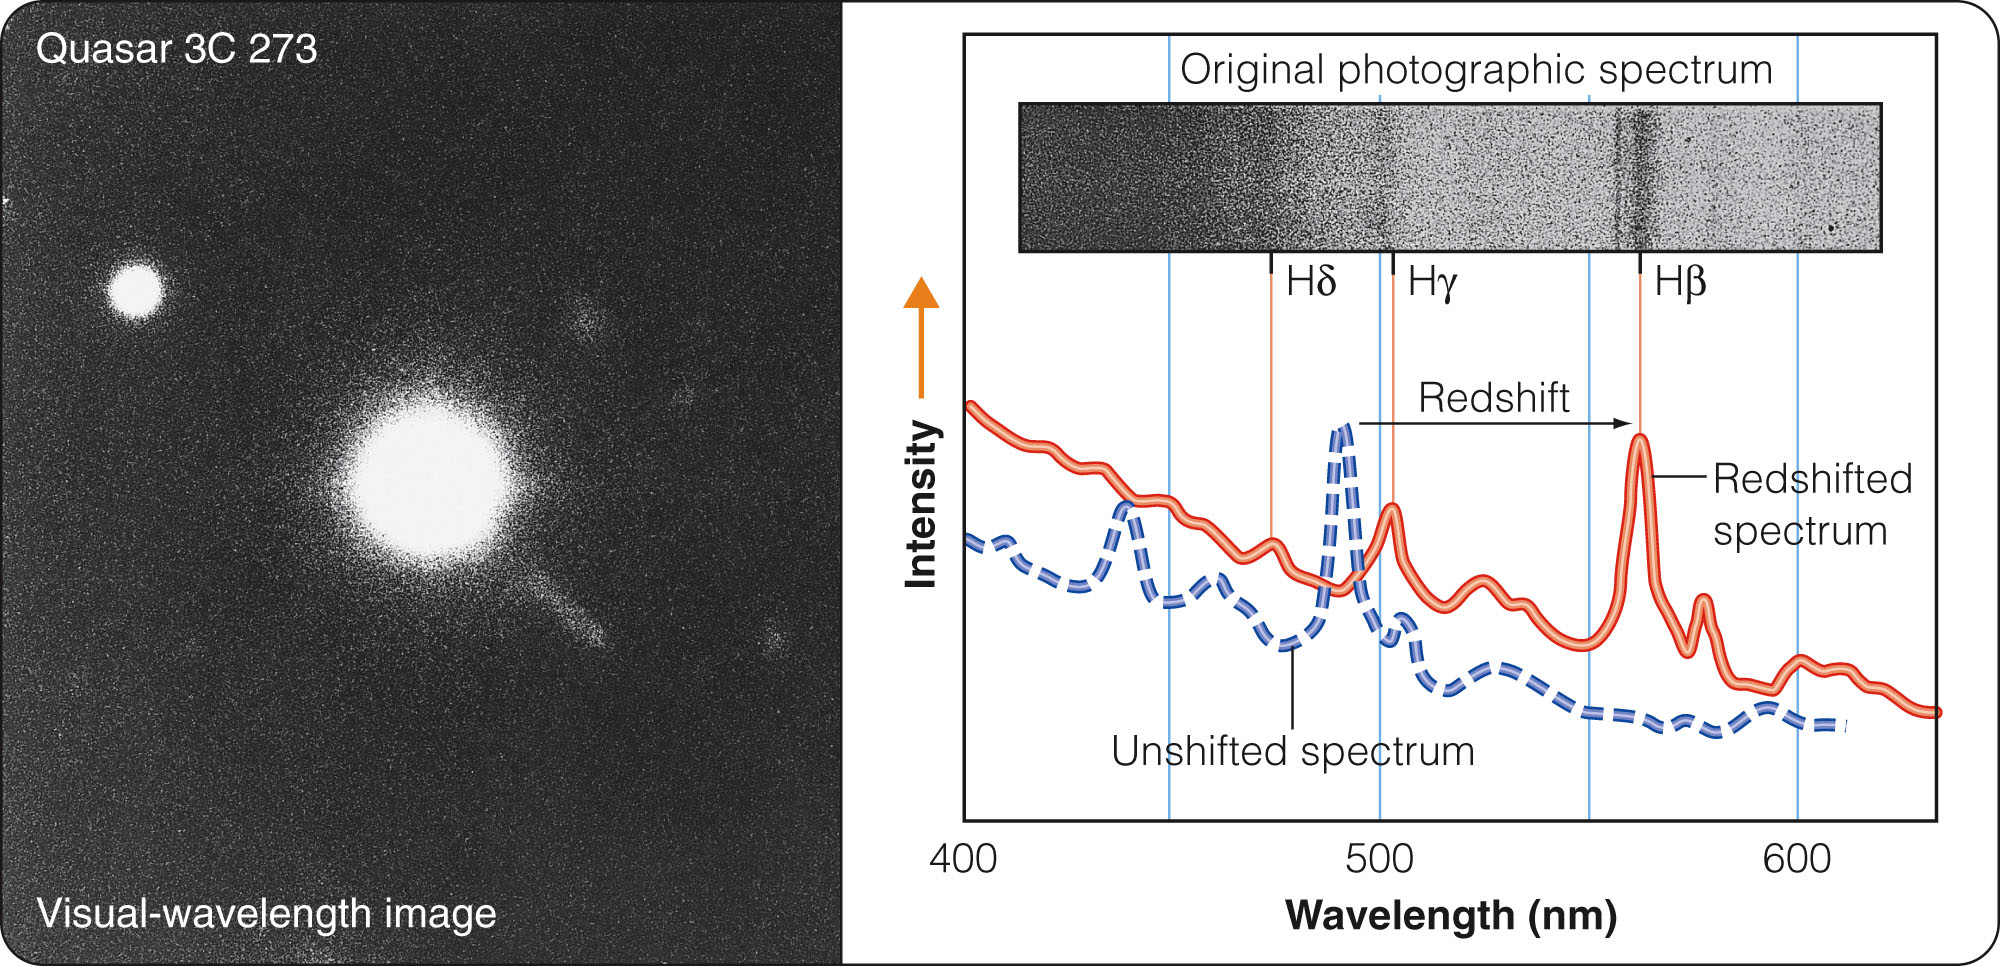 Quasar 3C 273
Visual-wavelength image
Original photographic spectrum
Hδ
Hγ
Hβ
Redshift
Redshifted
spectrum
Unshifted spectrum
Intensity
400
500
600
Wavelength (nm)